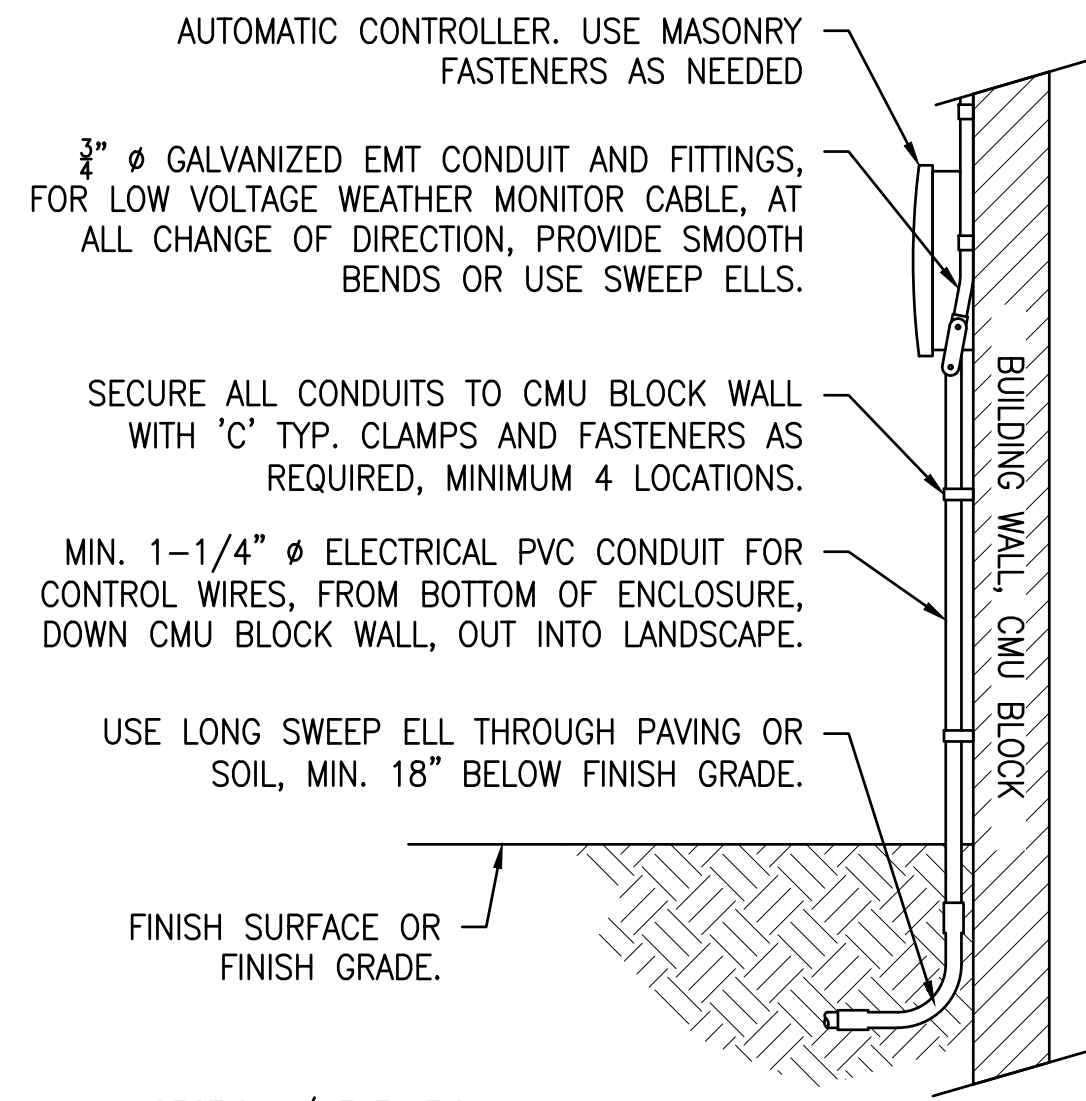 AUTOMATIC CONTROLLER. USE MASONRY
FASTENERS AS NEEDED
¾" ø GALVANIZED EMT CONDUIT AND FITTINGS,
FOR LOW VOLTAGE WEATHER MONITOR CABLE, AT
ALL CHANGE OF DIRECTION, PROVIDE SMOOTH
BENDS OR USE SWEEP ELLS.
SECURE ALL CONDUITS TO CMU BLOCK WALL
WITH 'C' TYP. CLAMPS AND FASTENERS AS
REQUIRED, MINIMUM 4 LOCATIONS.
MIN. 1-1/4" ø ELECTRICAL PVC CONDUIT FOR
CONTROL WIRES, FROM BOTTOM OF ENCLOSURE,
DOWN CMU BLOCK WALL, OUT INTO LANDSCAPE.
USE LONG SWEEP ELL THROUGH PAVING OR
SOIL, MIN. 18" BELOW FINISH GRADE.
FINISH SURFACE OR
FINISH GRADE.
BUILDING WALL, CMU BLOCK